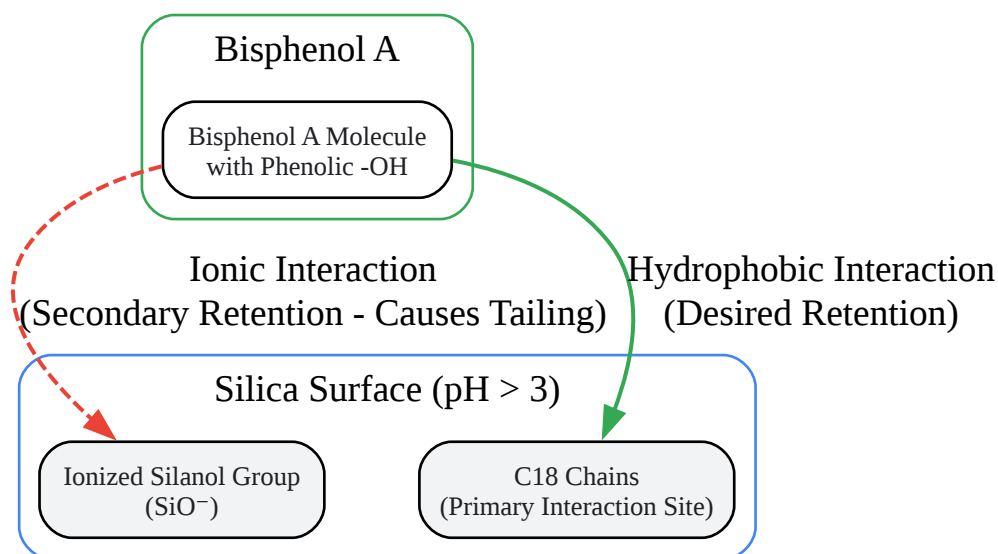 Bisphenol A
Bisphenol A Molecule
with Phenolic -OH
Ionic Interaction
(Secondary Retention - Causes Tailing)
Hydrophobic Interaction
(Desired Retention)
Silica Surface (pH > 3)
Ionized Silanol Group
(SiO⁻)
C18 Chains
(Primary Interaction Site)